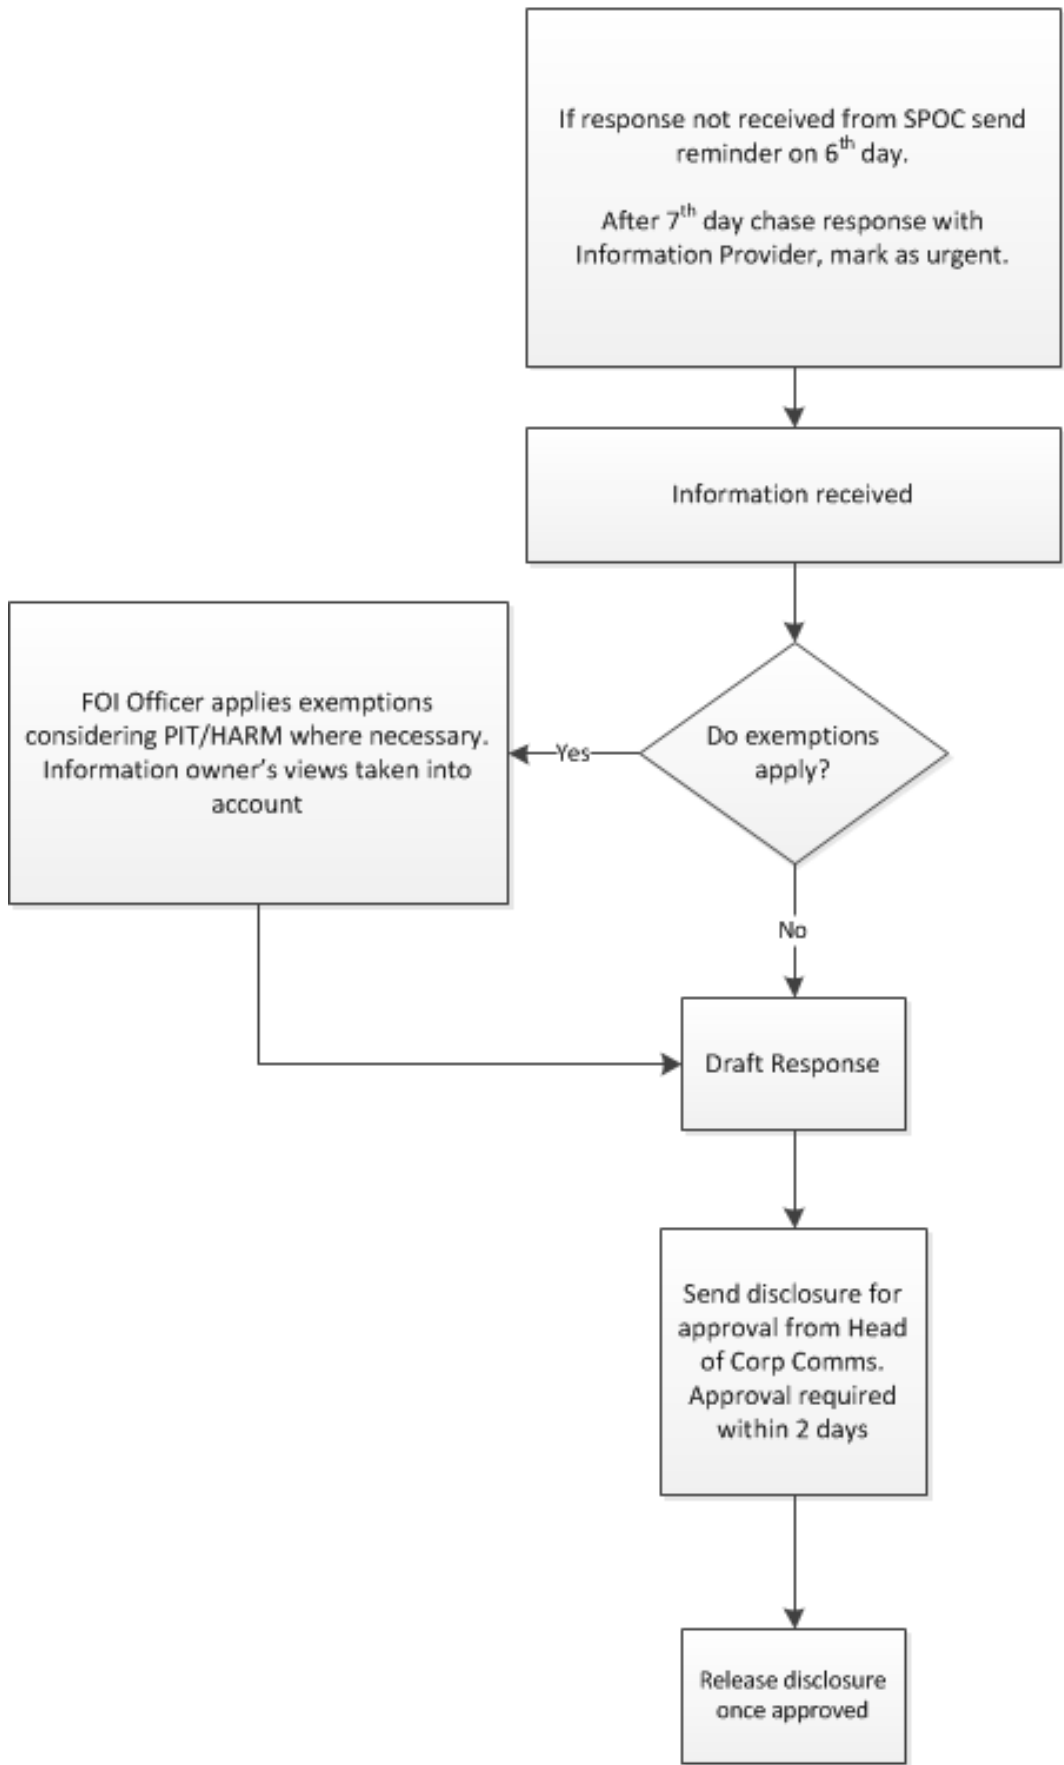 If response not received from SPOC send
reminder on 6th day.
After 7th day chase response with
Information Provider, mark as urgent.
Information received
Do exemptions
apply?
Yes
FOI Officer applies exemptions
considering PIT/HARM where necessary.
Information owner's views taken into
account
No
Draft Response
Send disclosure for
approval from Head
of Corp Comms.
Approval required
within 2 days
Release disclosure
once approved